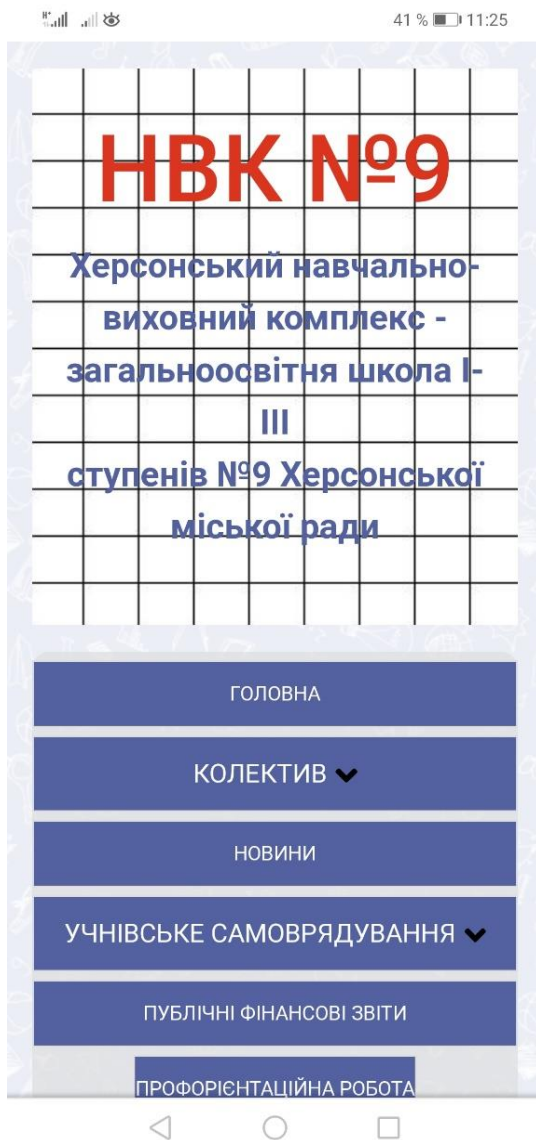 41 % 11:25
НВК №9
Херсонський навчально-
виховний комплекс -
загальноосвітня школа І-
ІІІ
ступенів №9 Херсонської
міської ради
ГОЛОВНА
КОЛЕКТИВ
НОВИНИ
УЧНІВСЬКЕ САМОВРЯДУВАННЯ
ПУБЛІЧНІ ФІНАНСОВІ ЗВІТИ
ПРОФОРІЄНТАЦІЙНА РОБОТА